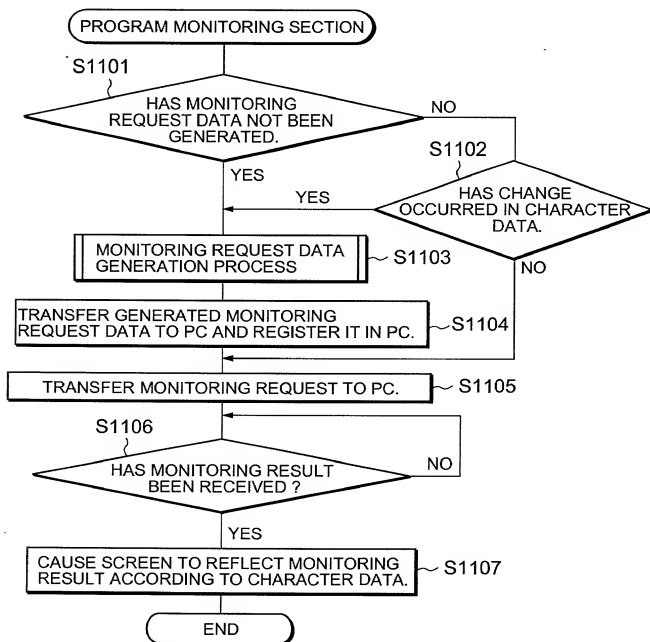 PROGRAM MONITORING SECTION
S1101
HAS MONITORING
REQUEST DATA NOT BEEN
GENERATED.
NO
YES
S1102
HAS CHANGE
OCCURRED IN CHARACTER
DATA.
YES
NO
MONITORING REQUEST DATA
GENERATION PROCESS
S1103
TRANSFER GENERATED MONITORING
REQUEST DATA TO PC AND REGISTER IT IN PC.
S1104
TRANSFER MONITORING REQUEST TO PC.
S1105
S1106
HAS MONITORING RESULT
BEEN RECEIVED ?
NO
YES
CAUSE SCREEN TO REFLECT MONITORING
RESULT ACCORDING TO CHARACTER DATA.
S1107
END